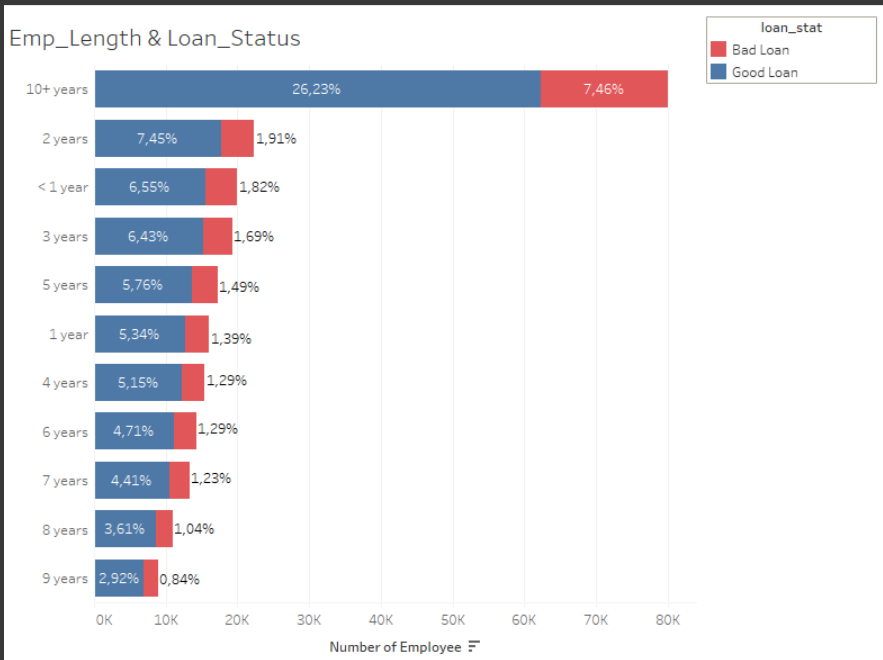 Emp_Length & Loan_Status
loan_stat
Bad Loan
Good Loan
10+ years 26,23% 7,46%
2 years 7,45% 1,91%
< 1 year 6,55% 1,82%
3 years 6,43% 1,69%
5 years 5,76% 1,49%
1 year 5,34% 1,39%
4 years 5,15% 1,29%
6 years 4,71% 1,29%
7 years 4,41% 1,23%
8 years 3,61% 1,04%
9 years 2,92% 0,84%
0K 10K 20K 30K 40K 50K 60K 70K 80K
Number of Employee